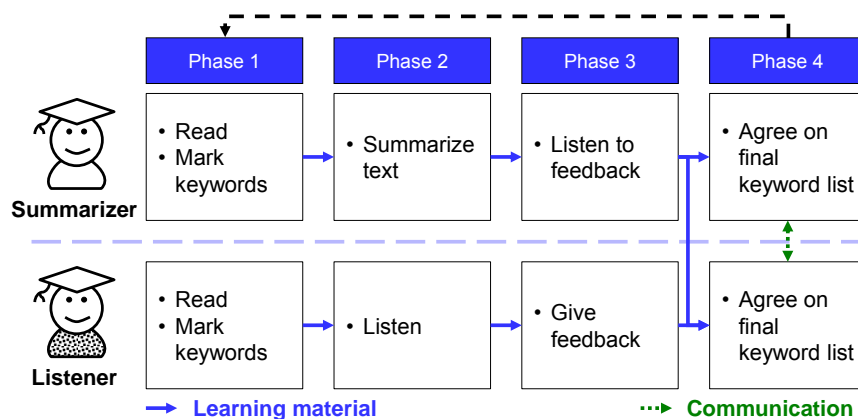 Phase 1
Phase 2
Phase 3
Phase 4
Summarizer
• Read
• Mark
keywords
• Summarize
text
• Listen to
feedback
• Agree on
final
keyword list
Listener
• Read
• Mark
keywords
• Listen
• Give
feedback
• Agree on
final
keyword list
Learning material
Communication